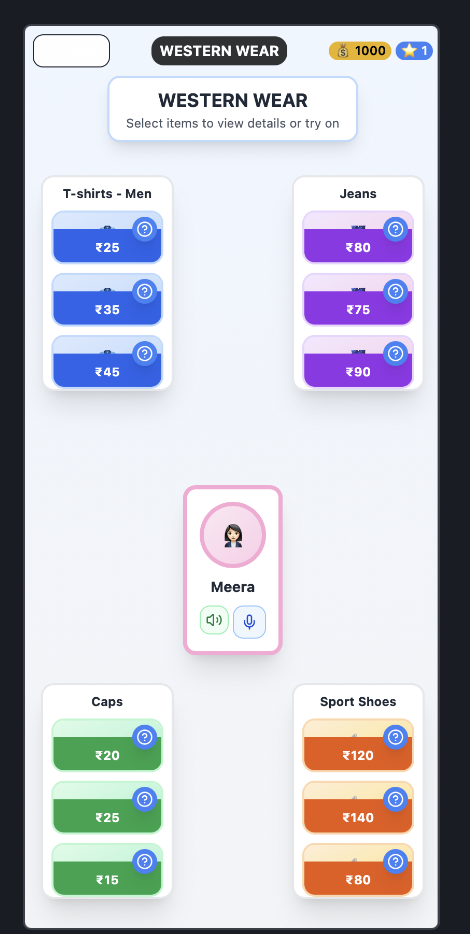 WESTERN WEAR
1000
1
WESTERN WEAR
Select items to view details or try on
T-shirts - Men
₹25
₹35
₹45
Jeans
₹80
₹75
₹90
Meera
Caps
₹20
₹25
₹15
Sport Shoes
₹120
₹140
₹80